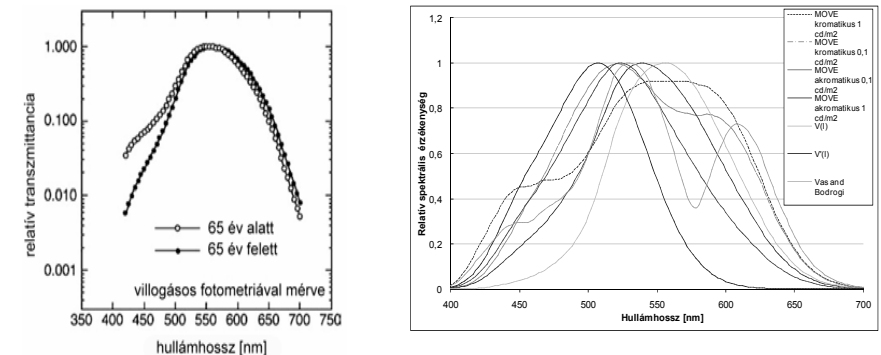 relatív transzmittancia
1.000
0.100
0.010
0.001
65 év alatt
65 év felett
villogásos fotometriával mérve
350 400 450 500 550 600 650 700 750
hullámhossz [nm]
Relatív spektrális érzékenység
1,2
1
0,8
0,6
0,4
0,2
0
400 450 500 550 600 650 700
Hullámhossz [nm]
MOVE
kromatikus 1
cd/m2
MOVE
kromatikus 0,1
cd/m2
MOVE
akromatikus 0,1
cd/m2
MOVE
akromatikus 1
cd/m2
V(l)
V'(l)
Vas and
Bodrogi